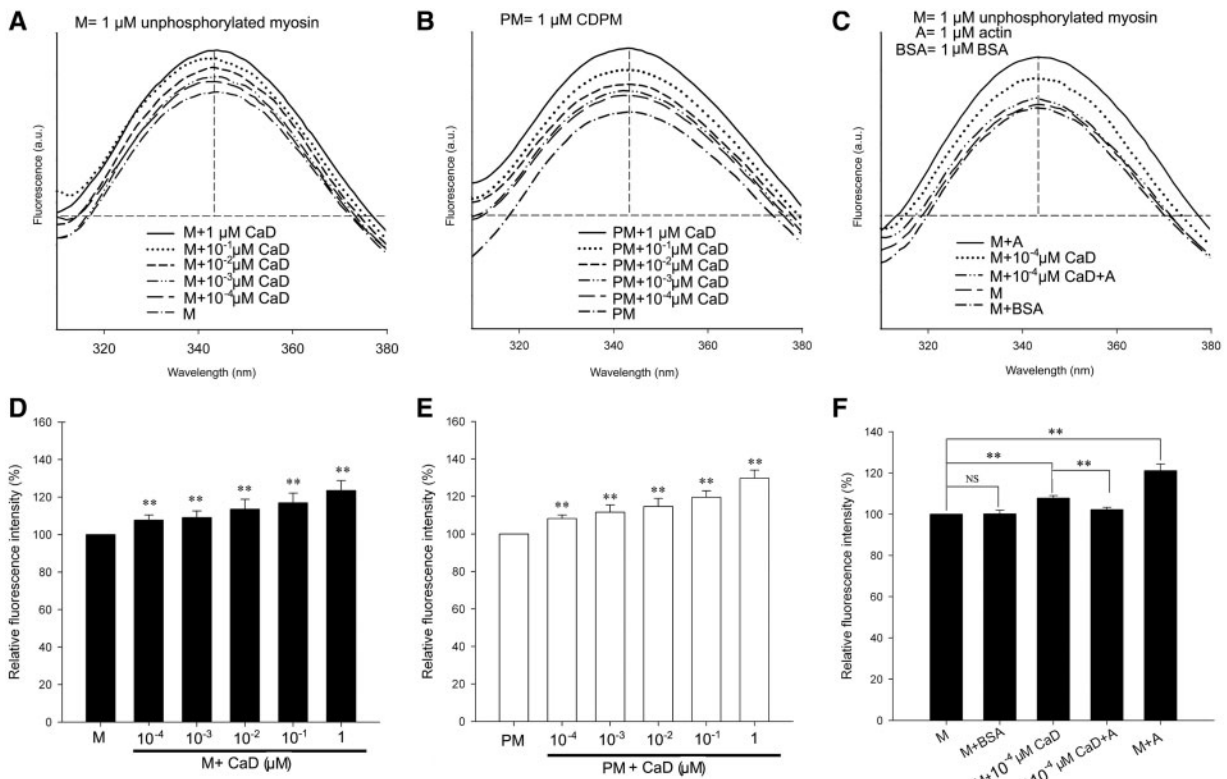 A
M= 1 µM unphosphorylated myosin
Fluorescence (a.u.)
M+1 µM CaD
M+10⁻¹µM CaD
M+10⁻²µM CaD
M+10⁻³µM CaD
M+10⁻⁴µM CaD
M
320 340 360 380
Wavelength (nm)
B
PM= 1 µM CDPM
Fluorescence (a.u.)
PM+1 µM CaD
PM+10⁻¹µM CaD
PM+10⁻²µM CaD
PM+10⁻³µM CaD
PM+10⁻⁴µM CaD
PM
320 340 360 380
Wavelength (nm)
C
M= 1 µM unphosphorylated myosin
A= 1 µM actin
BSA= 1 µM BSA
Fluorescence (a.u.)
M+A
M+10⁻⁴µM CaD
M+10⁻⁴µM CaD+A
M
M+BSA
320 340 360 380
Wavelength (nm)
D
Relative fluorescence intensity (%)
160
140
120
100
80
60
40
20
0
** ** ** ** **
M 10⁻⁴ 10⁻³ 10⁻² 10⁻¹ 1
M+ CaD (µM)
E
Relative fluorescence intensity (%)
160
140
120
100
80
60
40
20
0
** ** ** ** **
PM 10⁻⁴ 10⁻³ 10⁻² 10⁻¹ 1
PM + CaD (µM)
F
Relative fluorescence intensity (%)
140
120
100
80
60
40
20
0
**
** **
NS
M
M+BSA
M+10⁻⁴ µM CaD
10⁻⁴ µM CaD+A
M+A